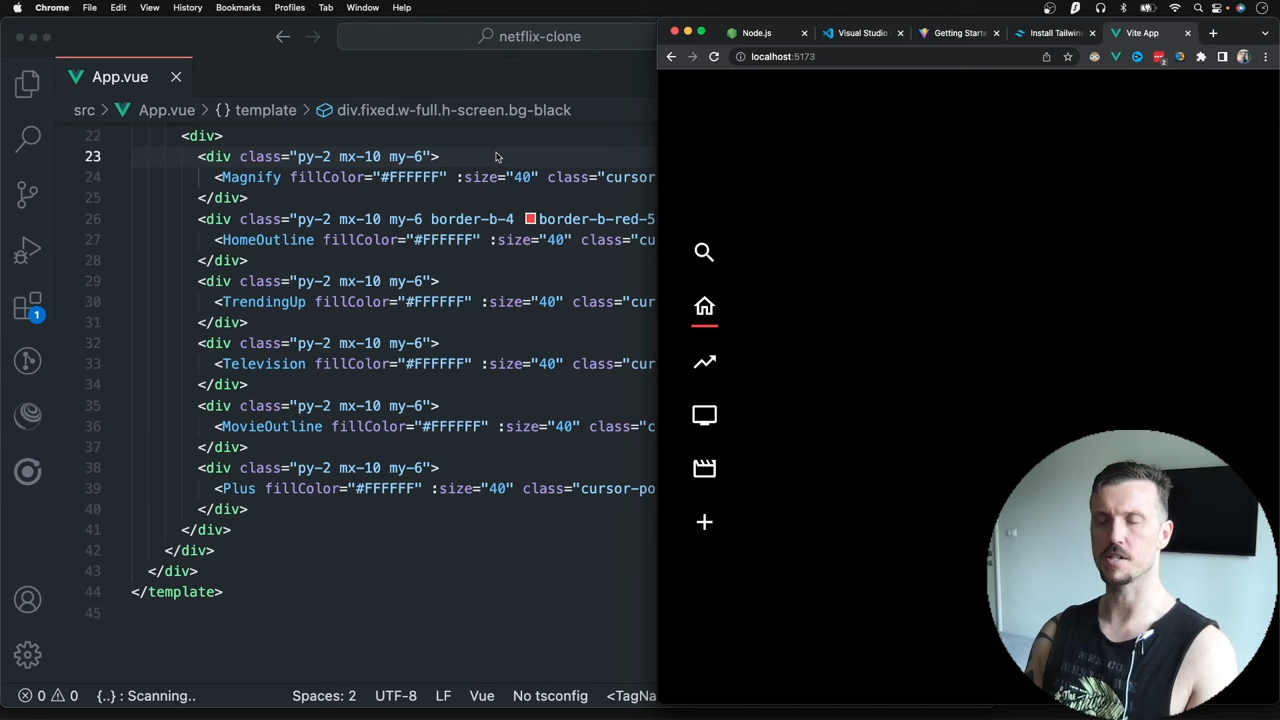 Chrome File Edit View History Bookmarks Profiles Tab Window Help
netflix-clone
App.vue
src > App.vue > {} template > div.fixed.w-full.h-screen.bg-black
22 <div>
23 <div class="py-2 mx-10 my-6">
24 <Magnify fillColor="#FFFFFF" :size="40" class="cursor
25 </div>
26 <div class="py-2 mx-10 my-6 border-b-4 border-b-red-5
27 <HomeOutline fillColor="#FFFFFF" :size="40" class="cu
28 </div>
29 <div class="py-2 mx-10 my-6">
30 <TrendingUp fillColor="#FFFFFF" :size="40" class="cur
31 </div>
32 <div class="py-2 mx-10 my-6">
33 <Television fillColor="#FFFFFF" :size="40" class="cur
34 </div>
35 <div class="py-2 mx-10 my-6">
36 <MovieOutline fillColor="#FFFFFF" :size="40" class="c
37 </div>
38 <div class="py-2 mx-10 my-6">
39 <Plus fillColor="#FFFFFF" :size="40" class="cursor-po
40 </div>
41 </div>
42 </div>
43 </div>
44 </template>
45
1
0 0 {..} : Scanning.. Spaces: 2 UTF-8 LF Vue No tsconfig <TagNa
Node.js Visual Studio Getting Starte Install Tailwin Vite App
localhost:5173
2